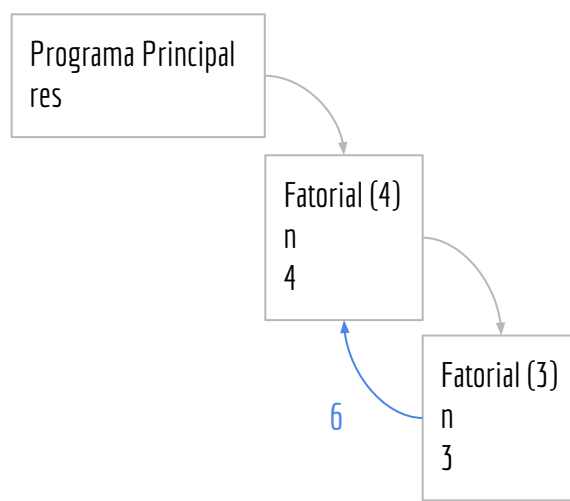 Programa Principal
res
Fatorial (4)
n
4
6
Fatorial (3)
n
3